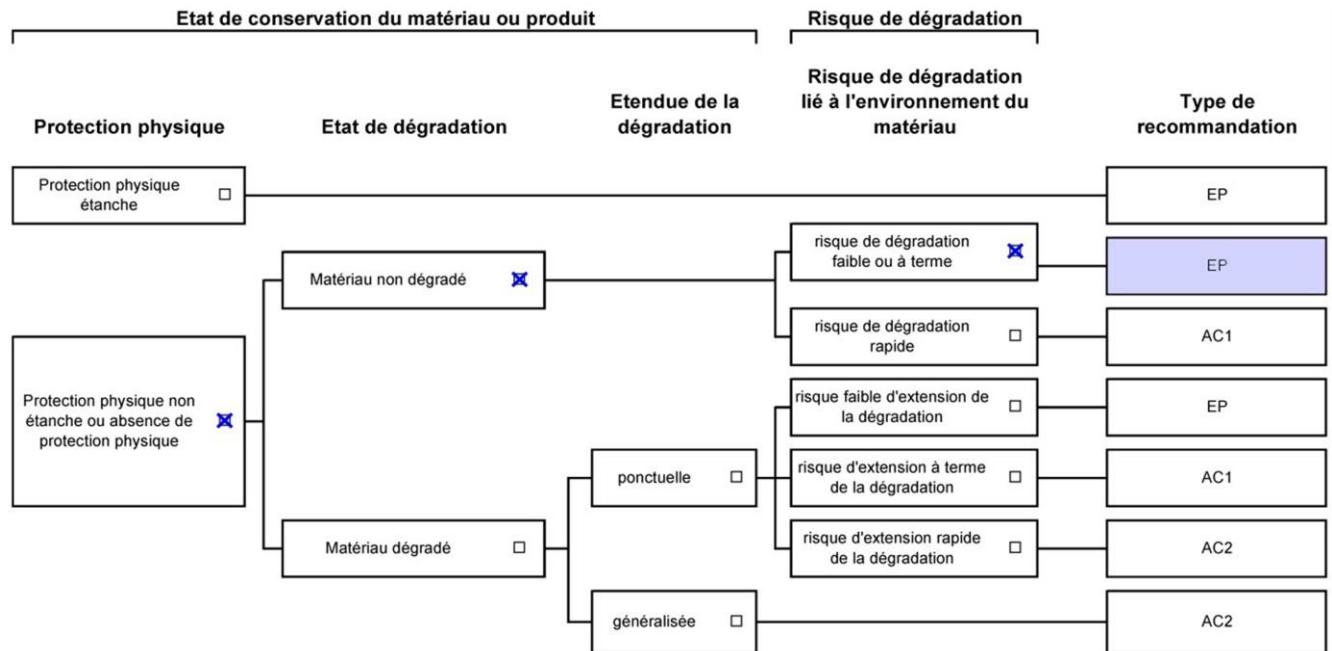 Etat de conservation du matériau ou produit
Risque de dégradation
Protection physique
Etat de dégradation
Etendue de la
dégradation
Risque de dégradation
lié à l'environnement du
matériau
Type de
recommandation
Protection physique
étanche
EP
risque de dégradation
faible ou à terme
EP
Matériau non dégradé
risque de dégradation
rapide
AC1
Protection physique non
étanche ou absence de
protection physique
risque faible d'extension de
la dégradation
EP
ponctuelle
risque d'extension à terme
de la dégradation
AC1
Matériau dégradé
risque d'extension rapide
de la dégradation
AC2
généralisée
AC2